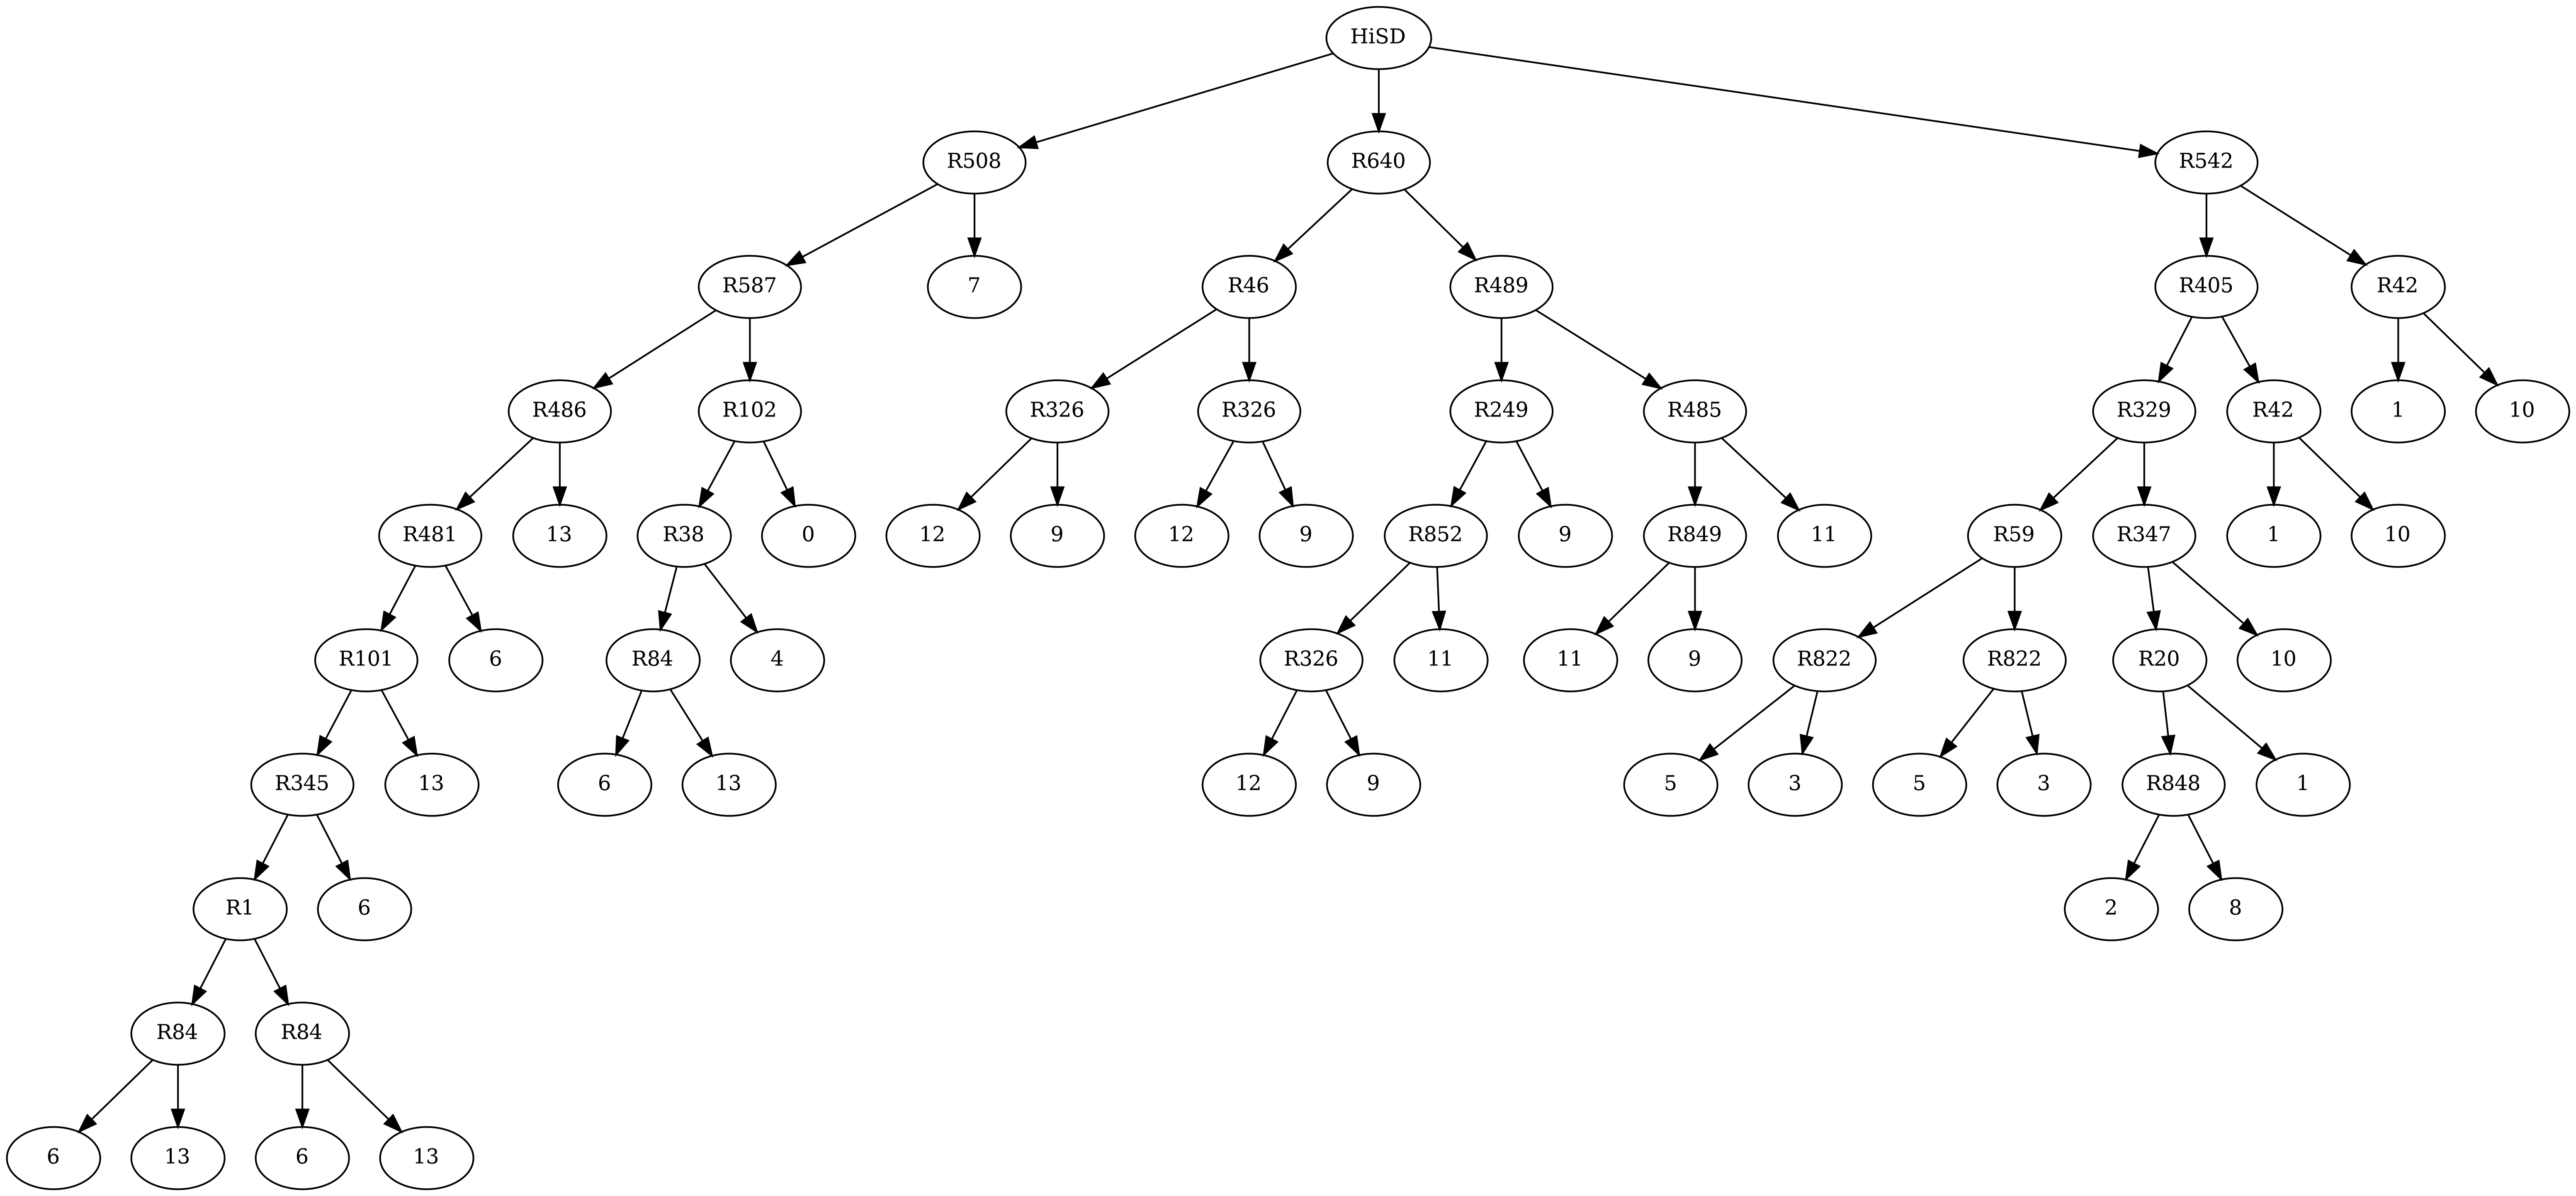 HiSD
R508 R640 R542
R587 7 R46 R489 R405 R42
R486 R102 R326 R326 R249 R485 R329 R42 1 10
R481 13 R38 0 12 9 12 9 R852 9 R849 11 R59 R347 1 10
R101 6 R84 4 R326 11 11 9 R822 R822 R20 10
R345 13 6 13 12 9 5 3 5 3 R848 1
R1 6 2 8
R84 R84
6 13 6 13